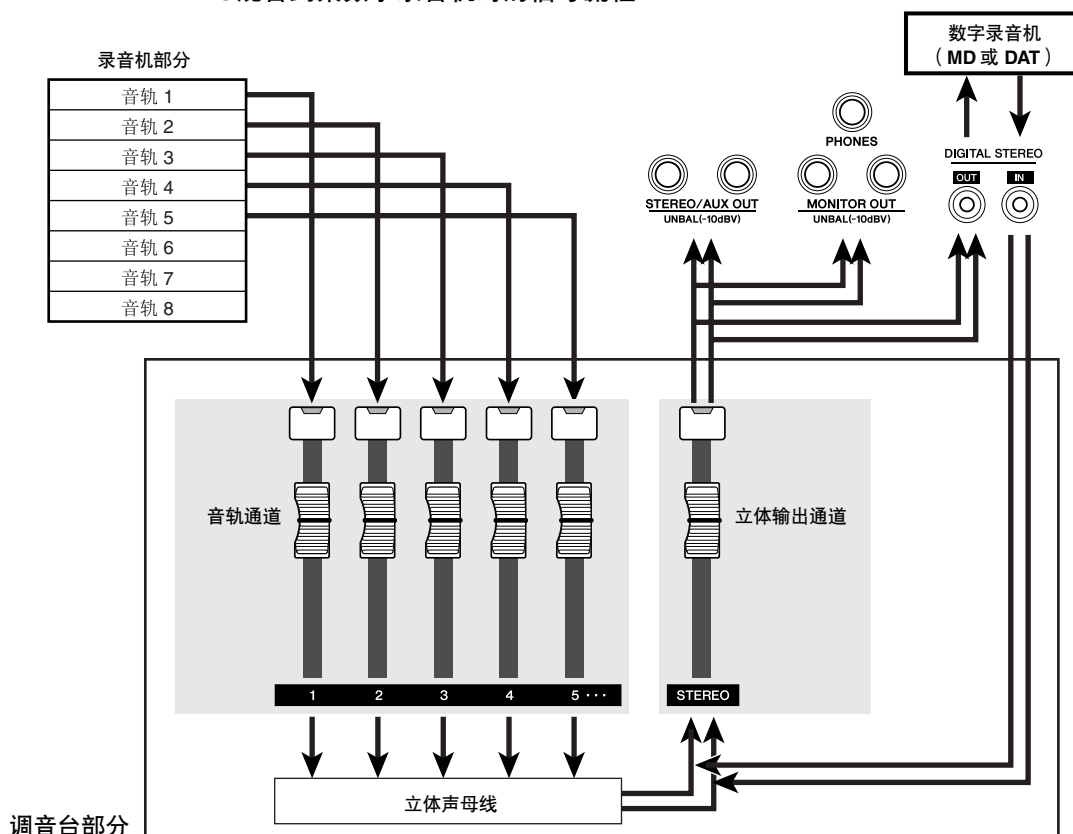 数字录音机
（MD 或 DAT）
录音机部分
音轨 1
音轨 2
音轨 3
音轨 4
音轨 5
音轨 6
音轨 7
音轨 8
PHONES
STEREO/AUX OUT
UNBAL(-10dBV)
MONITOR OUT
UNBAL(-10dBV)
DIGITAL STEREO
OUT
IN
音轨通道
立体输出通道
1
2
3
4
5 ···
STEREO
立体声母线
调音台部分